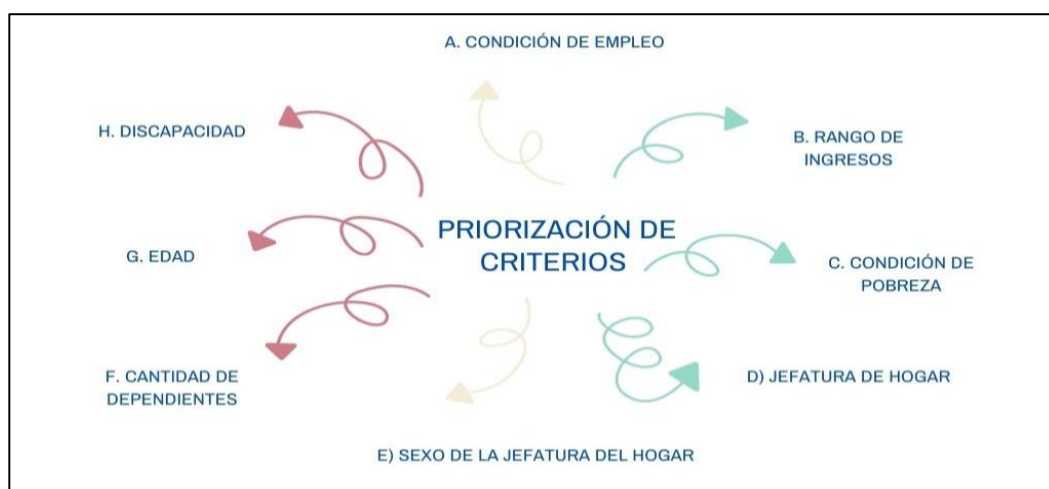 A. CONDICIÓN DE EMPLEO
H. DISCAPACIDAD
B. RANGO DE
INGRESOS
PRIORIZACIÓN DE
CRITERIOS
G. EDAD
C. CONDICIÓN DE
POBREZA
F. CANTIDAD DE
DEPENDIENTES
D) JEFATURA DE HOGAR
E) SEXO DE LA JEFATURA DEL HOGAR